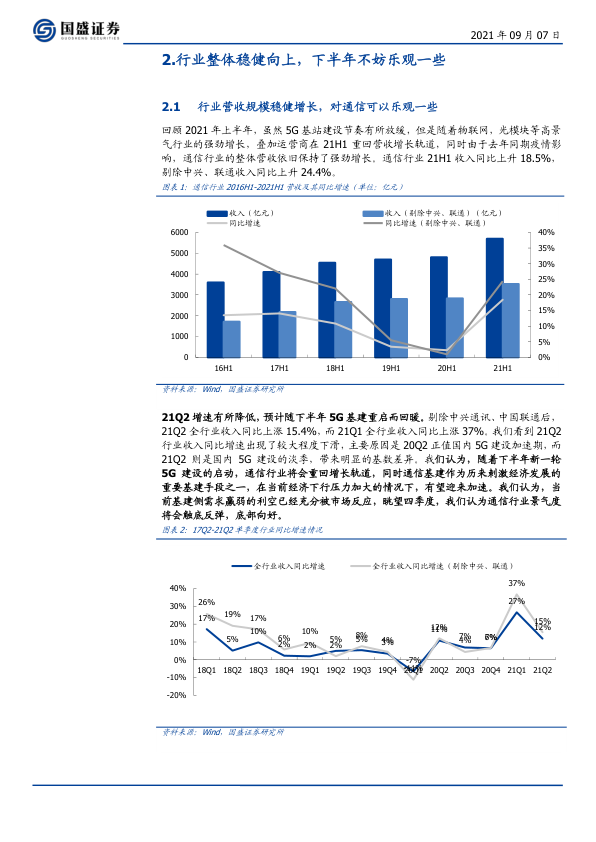 国盛证券
GUOSHENG SECURITIES
2021 年 09 月 07 日
2.行业整体稳健向上，下半年不妨乐观一些
2.1 行业营收规模稳健增长，对通信可以乐观一些
回顾 2021 年上半年，虽然 5G 基站建设节奏有所放缓，但是随着物联网，光模块等高景
气行业的强劲增长，叠加运营商在 21H1 重回营收增长轨道，同时由于去年同期疫情影
响，通信行业的整体营收依旧保持了强劲增长。通信行业 21H1 收入同比上升 18.5%，
剔除中兴、联通收入同比上升 24.4%。
图表 1：通信行业 2016H1-2021H1 营收及其同比增速（单位：亿元）
收入（亿元） 收入（剔除中兴、联通）（亿元）
同比增速 同比增速（剔除中兴、联通）
6000 40%
35%
5000
30%
4000 25%
3000 20%
15%
2000
10%
1000
5%
0 0%
16H1 17H1 18H1 19H1 20H1 21H1
资料来源：Wind，国盛证券研究所
21Q2 增速有所降低，预计随下半年 5G 基建重启而回暖。剔除中兴通讯、中国联通后，
21Q2 全行业收入同比上涨 15.4%，而 21Q1 全行业收入同比上涨 37%。我们看到 21Q2
行业收入同比增速出现了较大程度下滑，主要原因是 20Q2 正值国内 5G 建设加速期，而
21Q2 则是国内 5G 建设的淡季，带来明显的基数差异。我们认为，随着下半年新一轮
5G 建设的启动，通信行业将会重回增长轨道，同时通信基建作为历来刺激经济发展的
重要基建手段之一，在当前经济下行压力加大的情况下，有望迎来加速。我们认为，当
前基建侧需求羸弱的利空已经充分被市场反应，眺望四季度，我们认为通信行业景气度
将会触底反弹，底部向好。
图表 2：17Q2-21Q2 单季度行业同比增速情况
全行业收入同比增速 全行业收入同比增速（剔除中兴、联通）
40% 37%
30% 26% 27%
20% 17% 19% 17% 15%
10% 5% 10% 6% 2% 10% 2% 5% 2% 8% 5% 4% 3% 12% 11% 7% 4% 12%
0% -7%
18Q1 18Q2 18Q3 18Q4 19Q1 19Q2 19Q3 19Q4 20Q1 20Q2 20Q3 20Q4 21Q1 21Q2
-10%
-20%
资料来源：Wind，国盛证券研究所